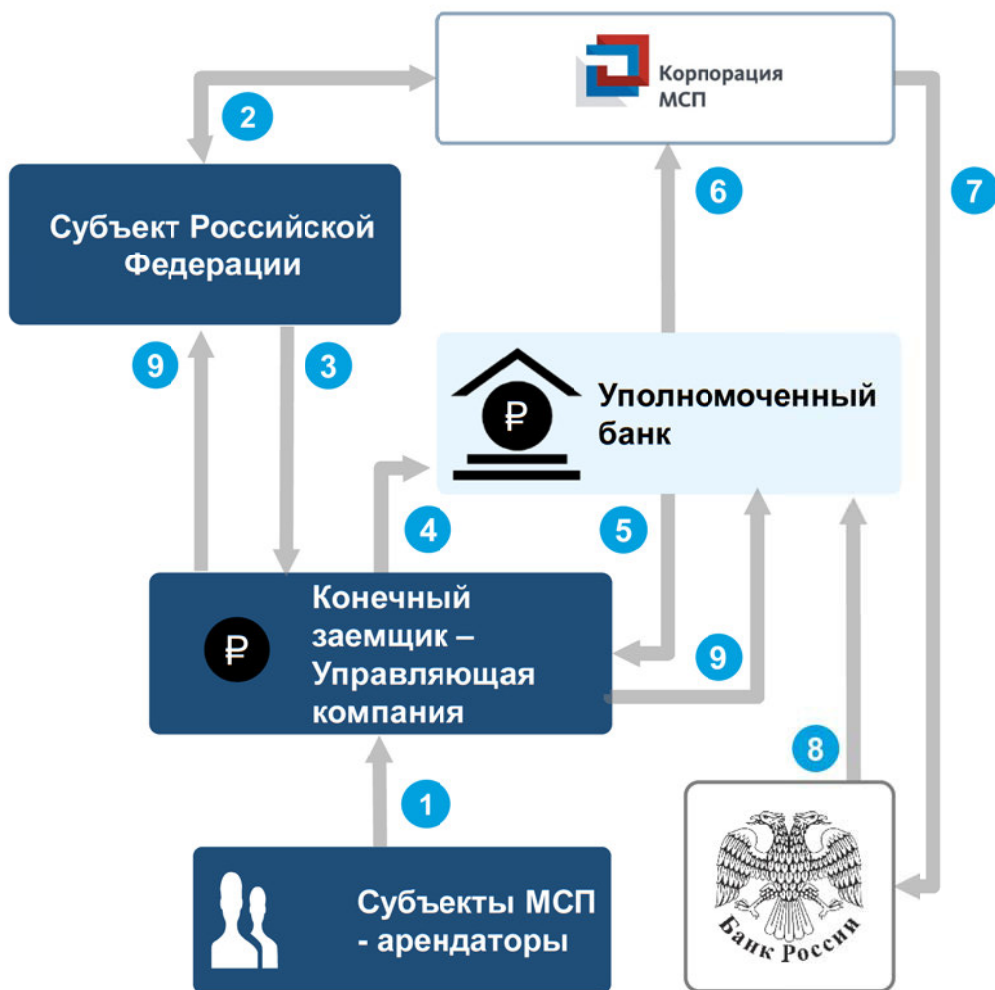 Корпорация
МСП
2
6
7
Субъект Российской
Федерации
9
3
₽
Уполномоченный
банк
4
5
₽
Конечный
заемщик –
Управляющая
компания
9
8
1
Субъекты МСП
- арендаторы
Банк России